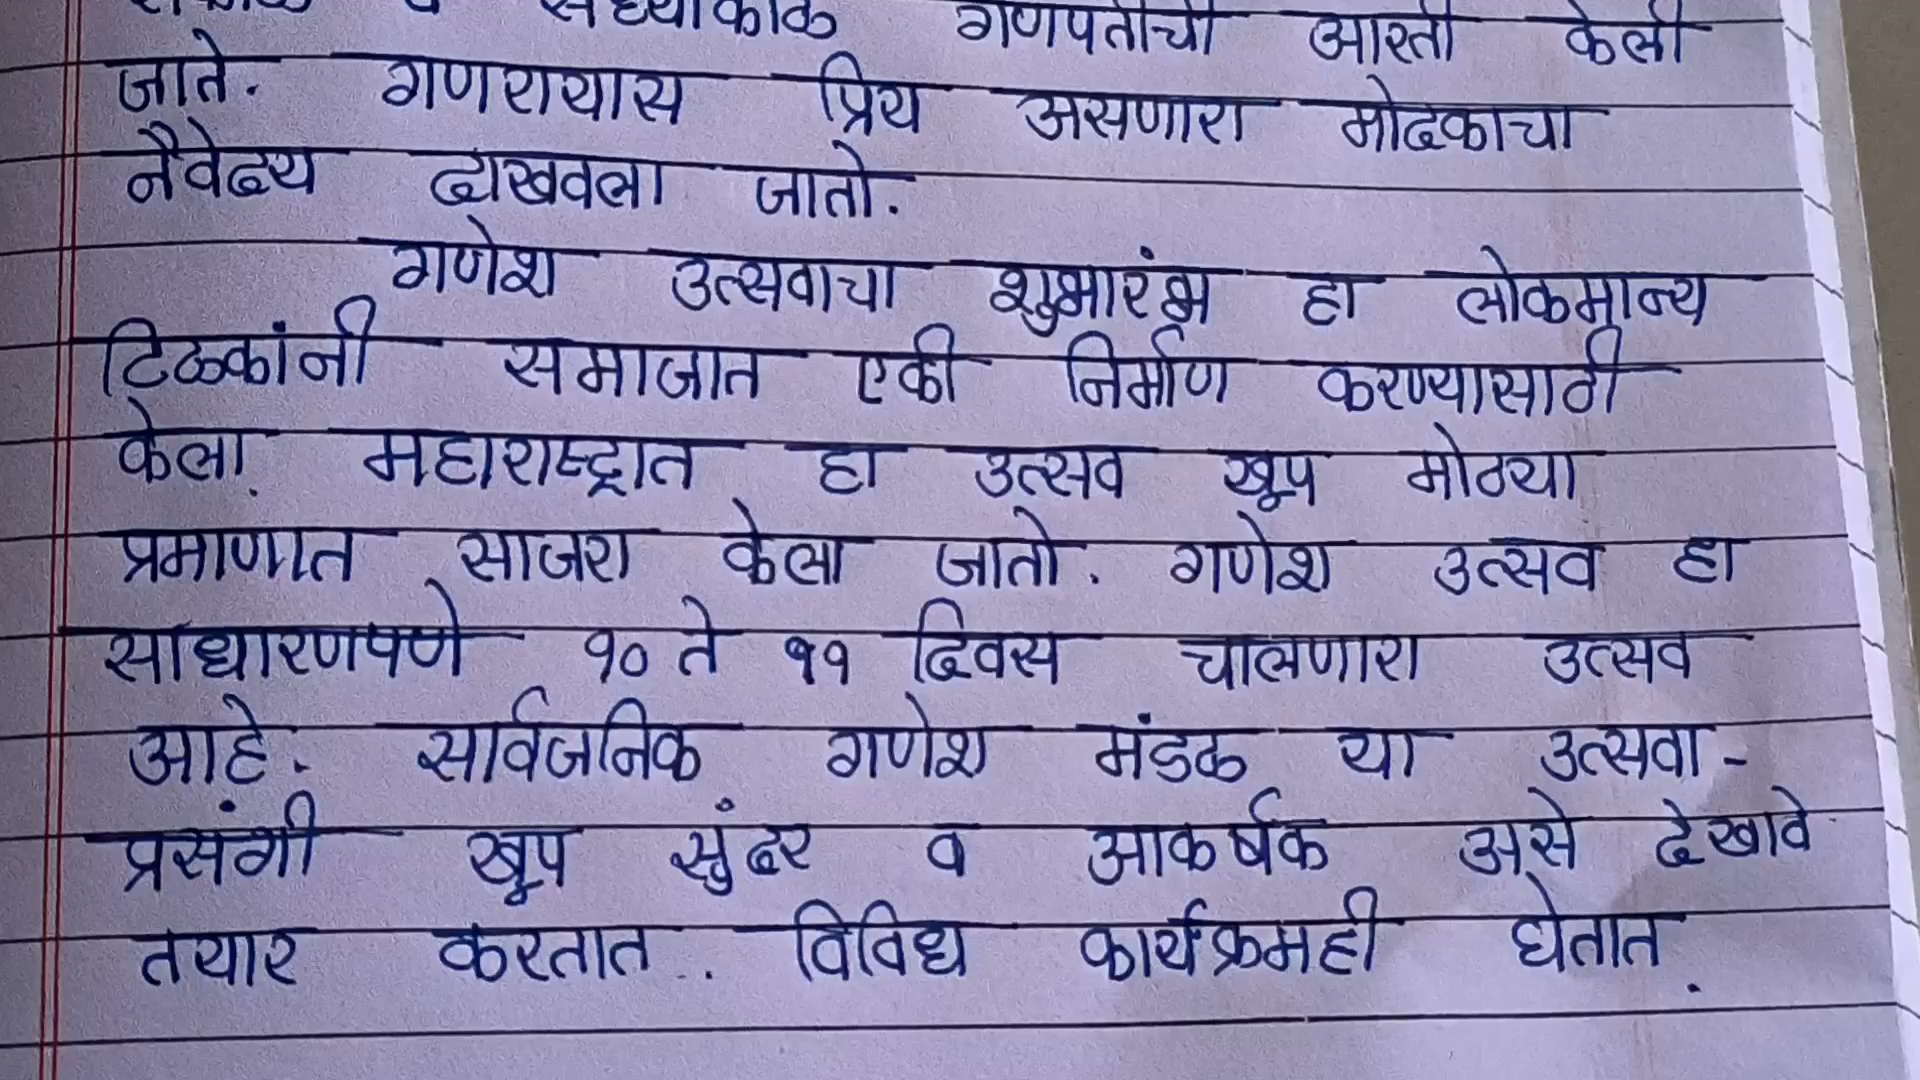 व संध्याकाळ गणपतीची आरती केली
जाते. गणरायास प्रिय असणारा मोदकाचा
नैवेद्य दाखवला जातो.
गणेश उत्सवाचा शुभारंभ हा लोकमान्य
टिळकांनी समाजात एकी निर्माण करण्यासाठी
केला. महाराष्ट्रात हा उत्सव खूप मोठ्या
प्रमाणात साजरा केला जातो. गणेश उत्सव हा
साधारणपणे १० ते ११ दिवस चालणारा उत्सव
आहे. सार्वजनिक गणेश मंडळ या उत्सवा-
प्रसंगी खूप सुंदर व आकर्षक असे देखावे
तयार करतात.. विविध कार्यक्रमही घेतात.